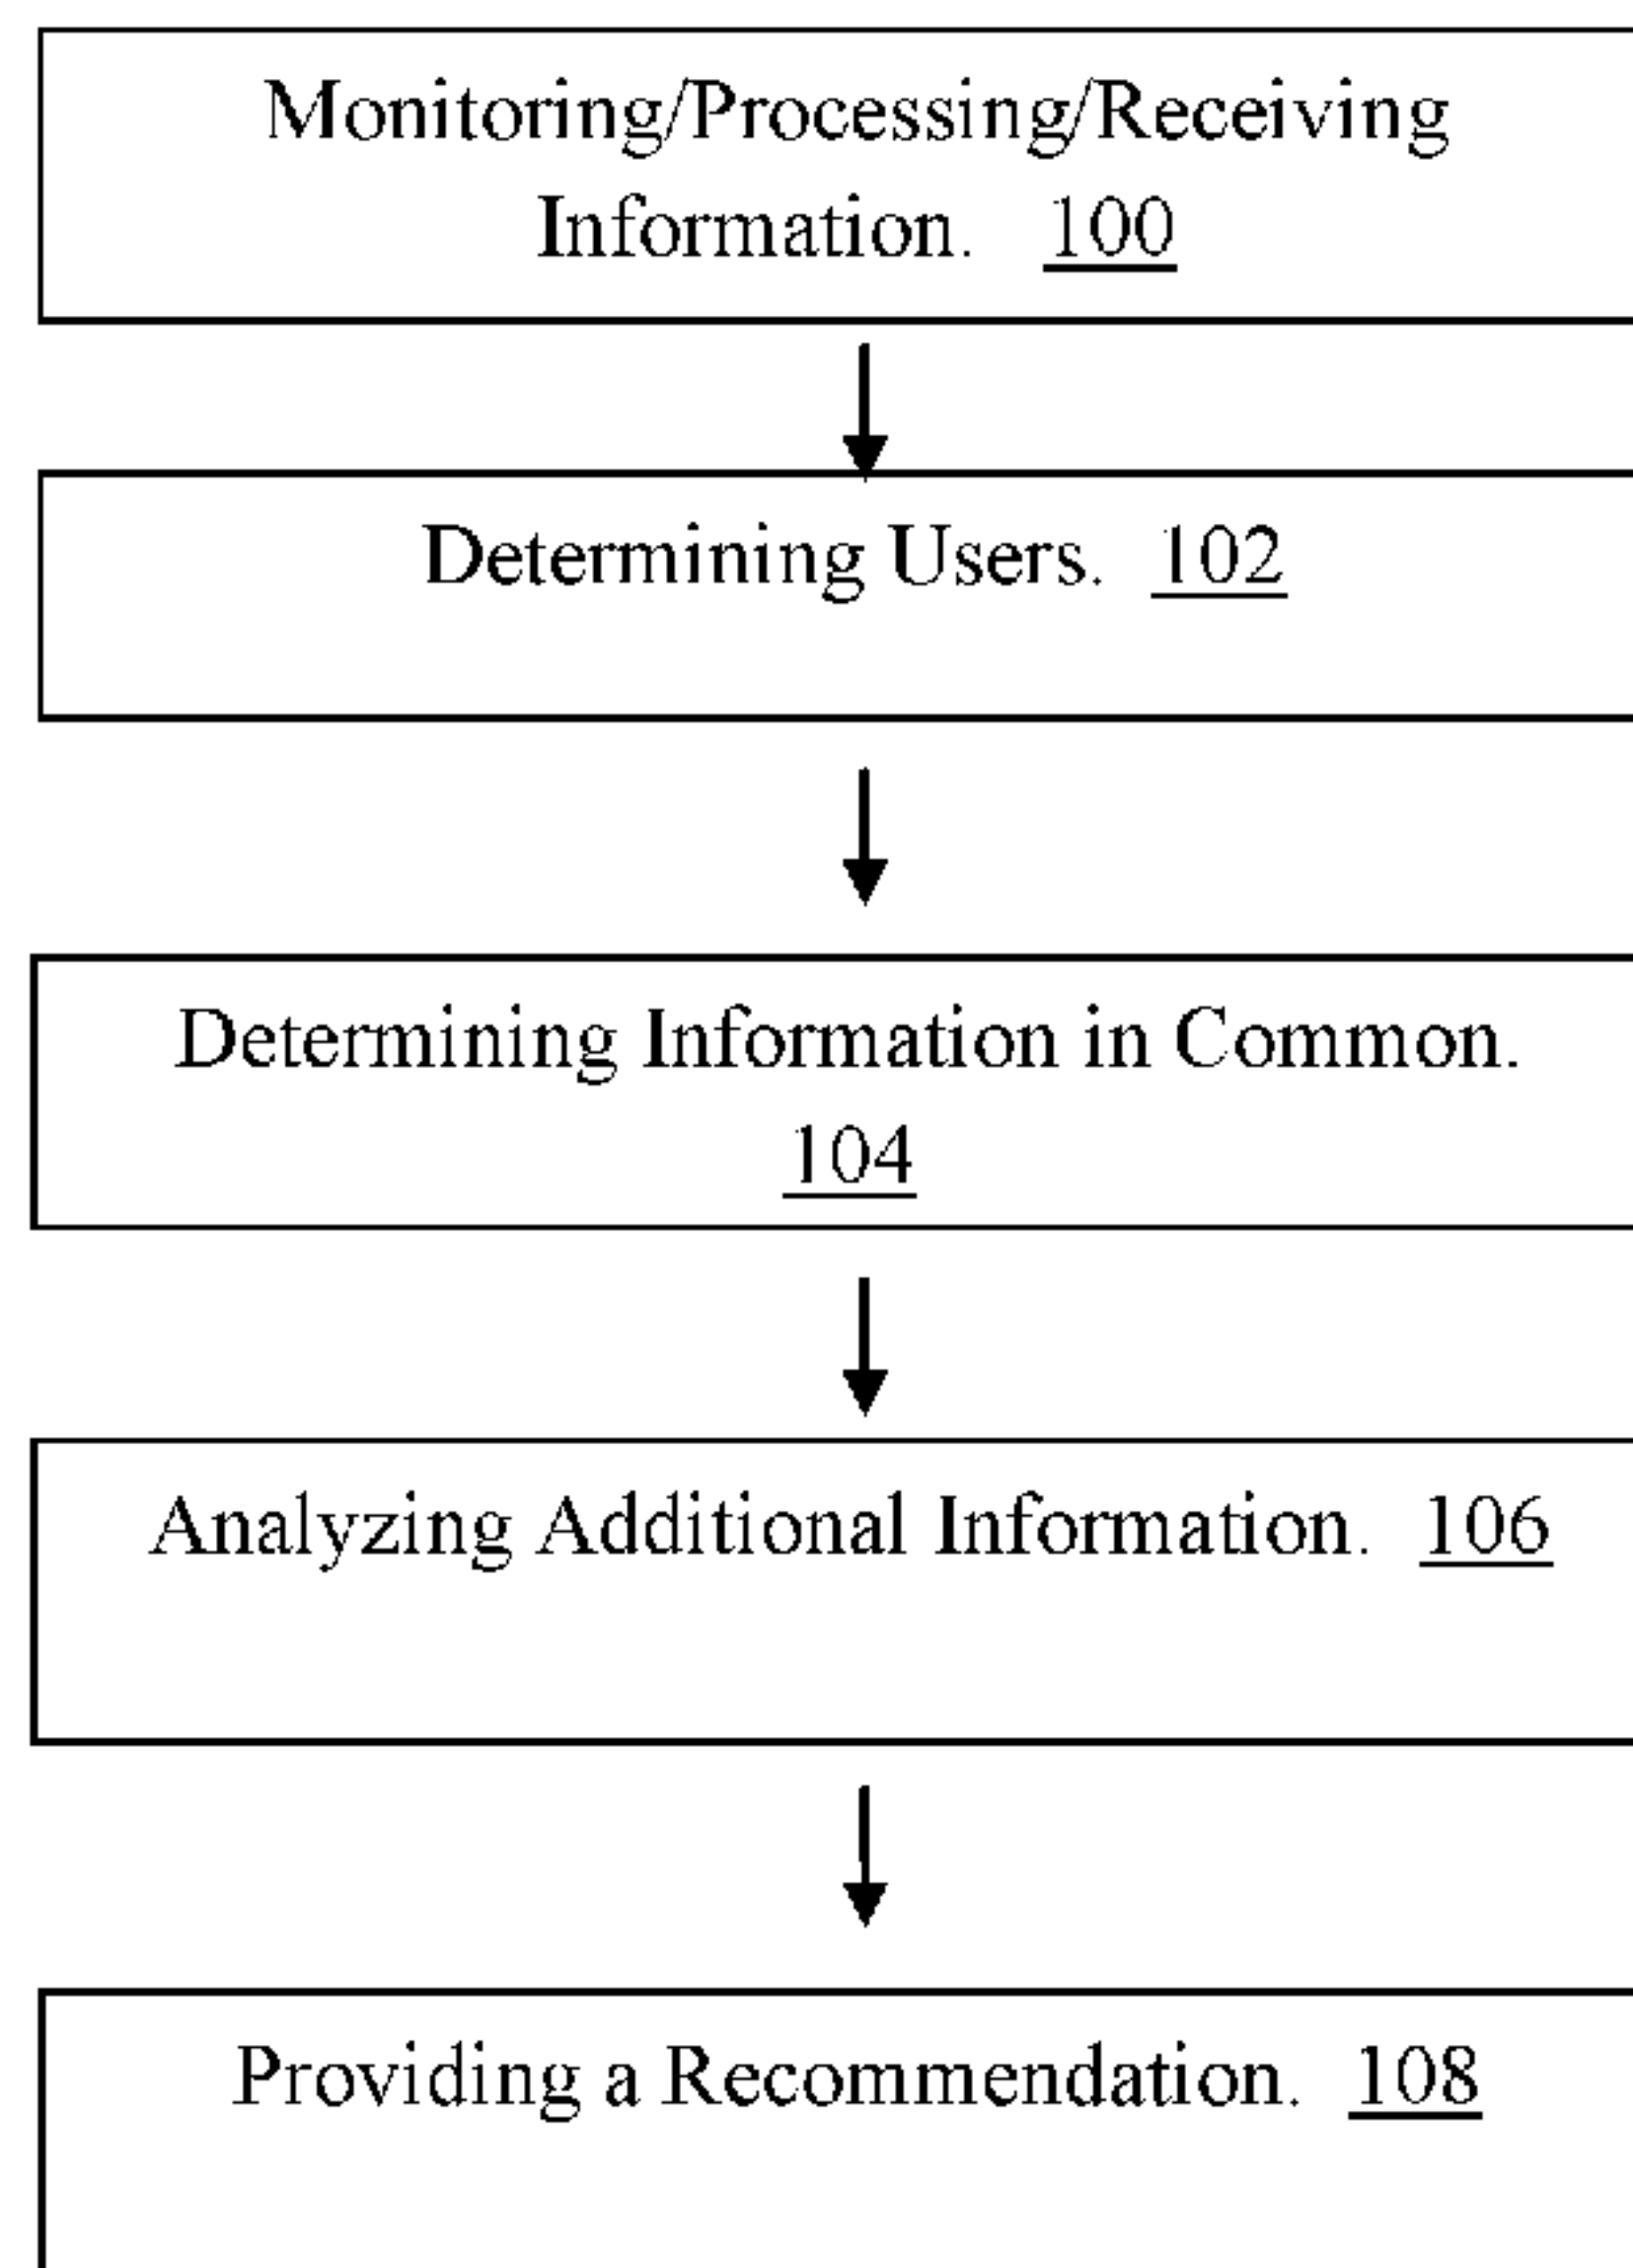 Monitoring/Processing/Receiving
Information. 100
Determining Users. 102
Determining Information in Common.
104
Analyzing Additional Information. 106
Providing a Recommendation. 108